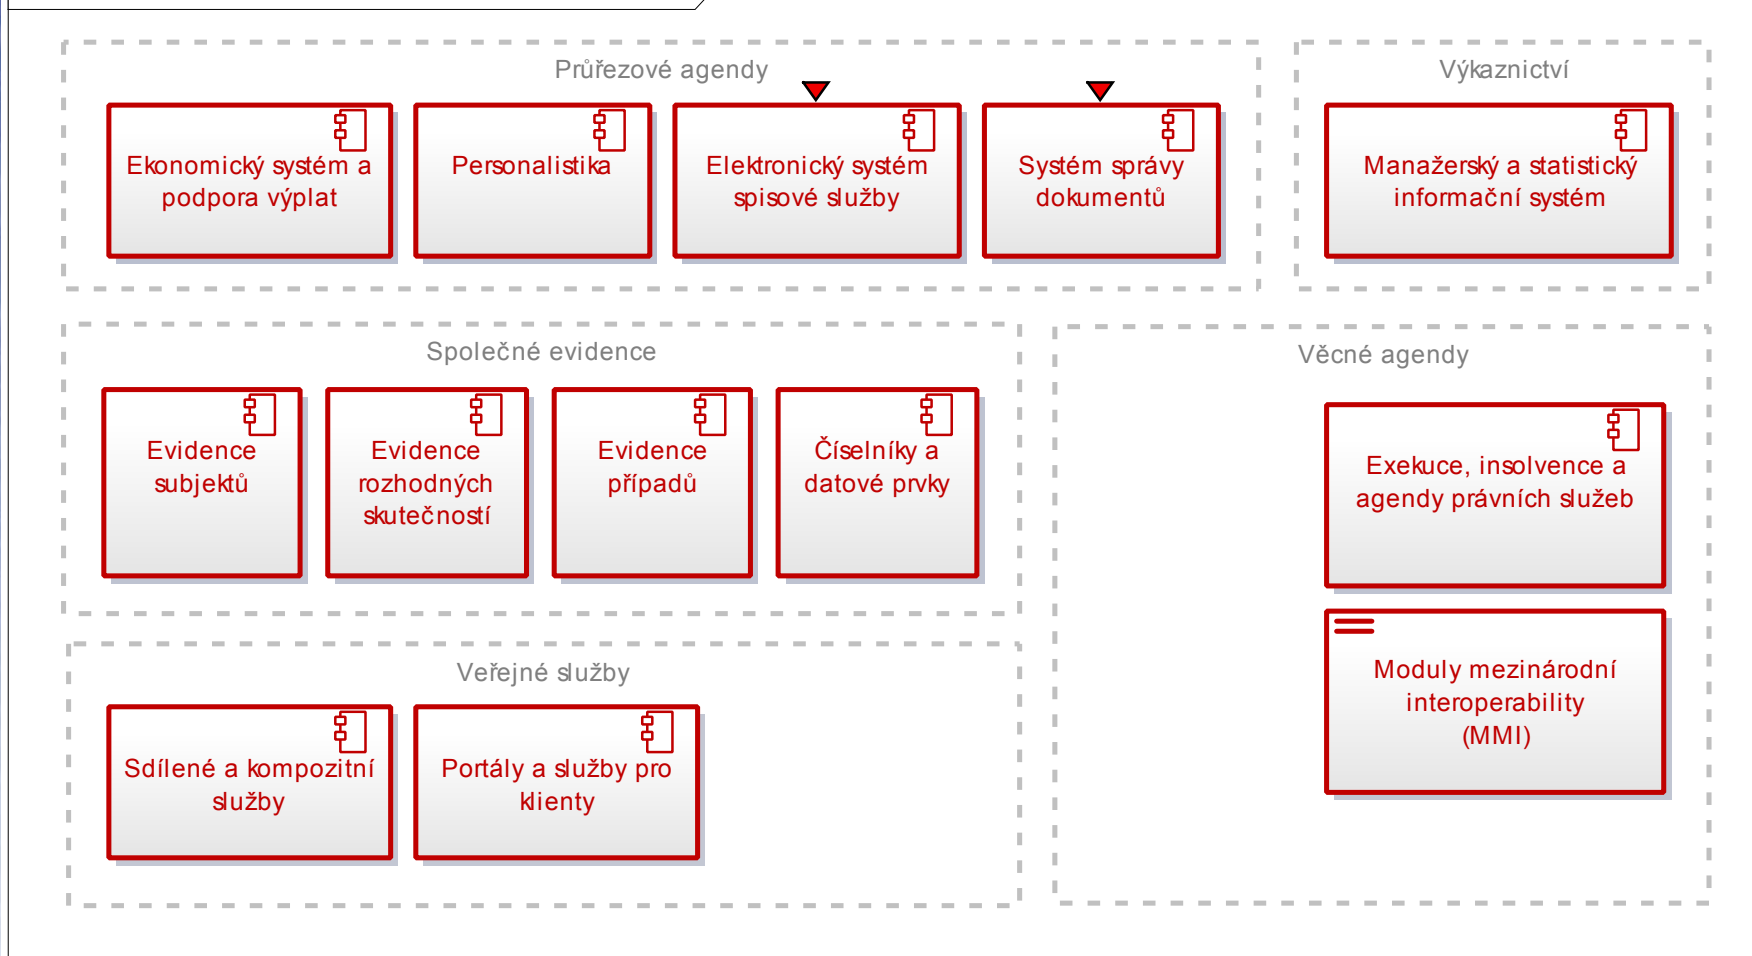 Průřezové agendy
Ekonomický systém a
podpora výplat
Personalistika
Elektronický systém
spisové služby
Systém správy
dokumentů
Výkaznictví
Manažerský a statistický
informační systém
Společné evidence
Evidence
subjektů
Evidence
rozhodných
skutečností
Evidence
případů
Číselníky a
datové prvky
Věcné agendy
Exekuce, insolvence a
agendy právních služeb
Moduly mezinárodní
interoperability
(MMI)
Veřejné služby
Sdílené a kompozitní
služby
Portály a služby pro
klienty